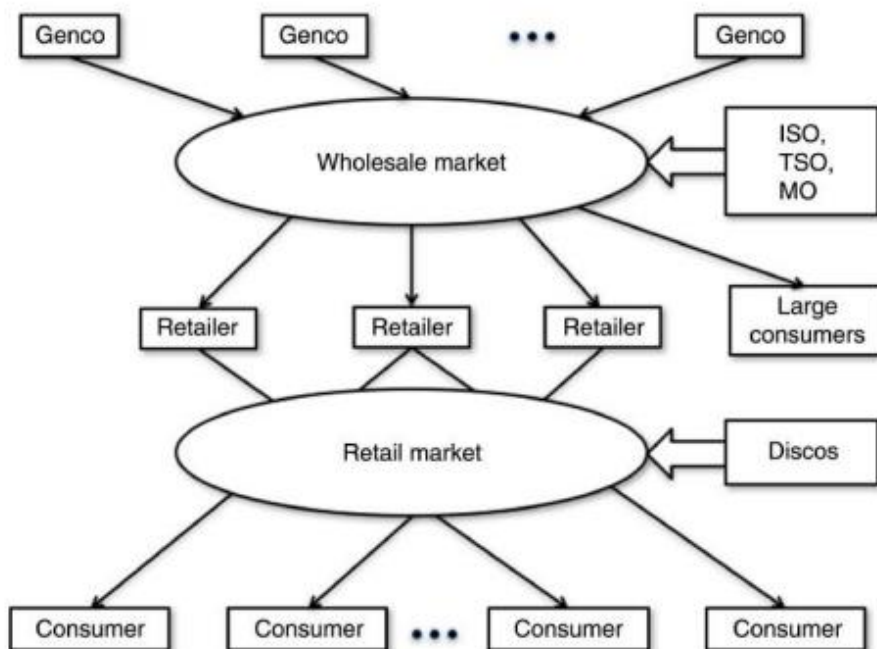 Genco
Genco
Genco
Wholesale market
ISO,
TSO,
MO
Retailer
Retailer
Retailer
Large
consumers
Retail market
Discos
Consumer
Consumer
Consumer
Consumer